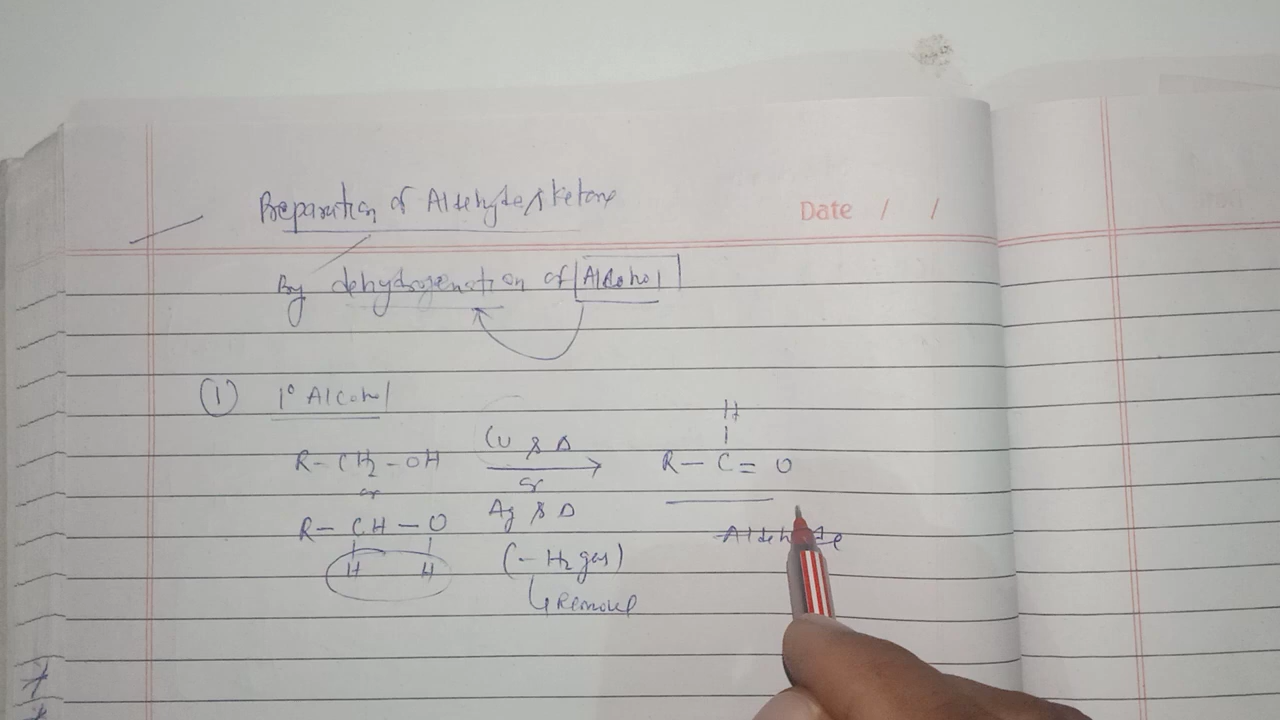 Preparation of Aldehyde & Ketone
Date / /
By dehydrogenation of Alcohol
① 1° Alcohol
H
R - CH2 - OH Cu & Δ R - C = O
or or
R - CH - O Ag & Δ Aldehyde
H H (- H2 gas)
Remove